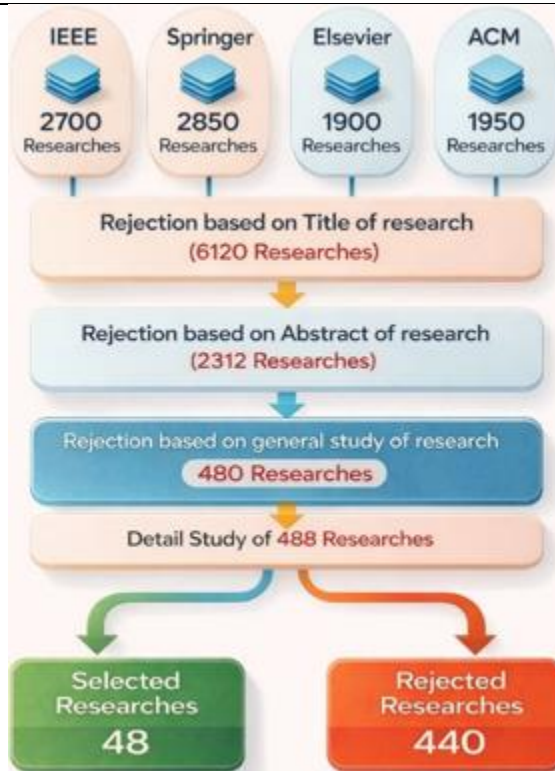 IEEE
2700
Researches
Springer
2850
Researches
Elsevier
1900
Researches
ACM
1950
Researches
Rejection based on Title of research
(6120 Researches)
Rejection based on Abstract of research
(2312 Researches)
Rejection based on general study of research
480 Researches
Detail Study of 488 Researches
Selected
Researches
48
Rejected
Researches
440